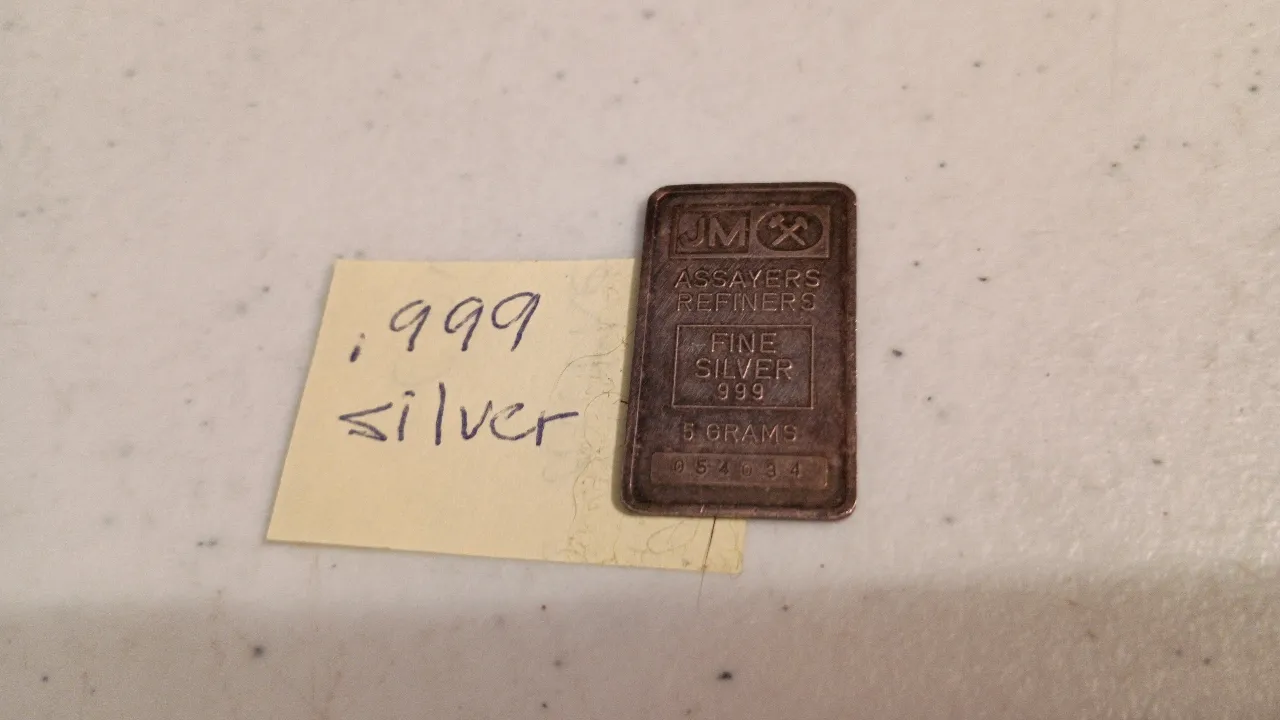 .999
silver
JM
ASSAYERS
REFINERS
FINE
SILVER
999
5 GRAMS
054034